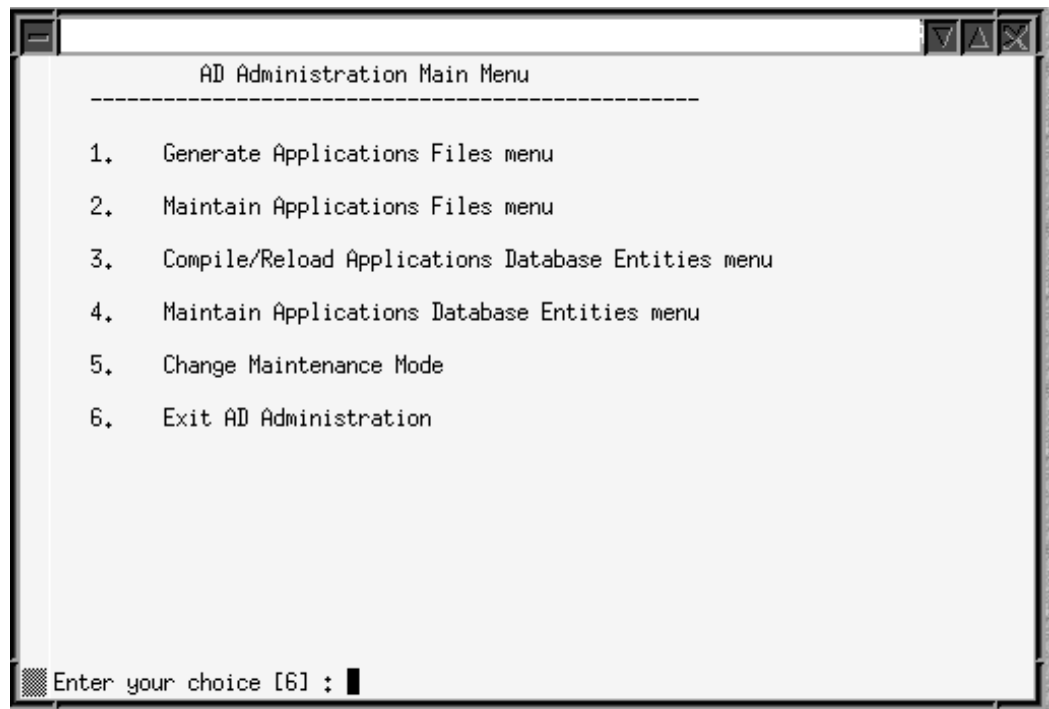 AD Administration Main Menu
--------------------------------------------------
1. Generate Applications Files menu
2. Maintain Applications Files menu
3. Compile/Reload Applications Database Entities menu
4. Maintain Applications Database Entities menu
5. Change Maintenance Mode
6. Exit AD Administration
Enter your choice [6] :